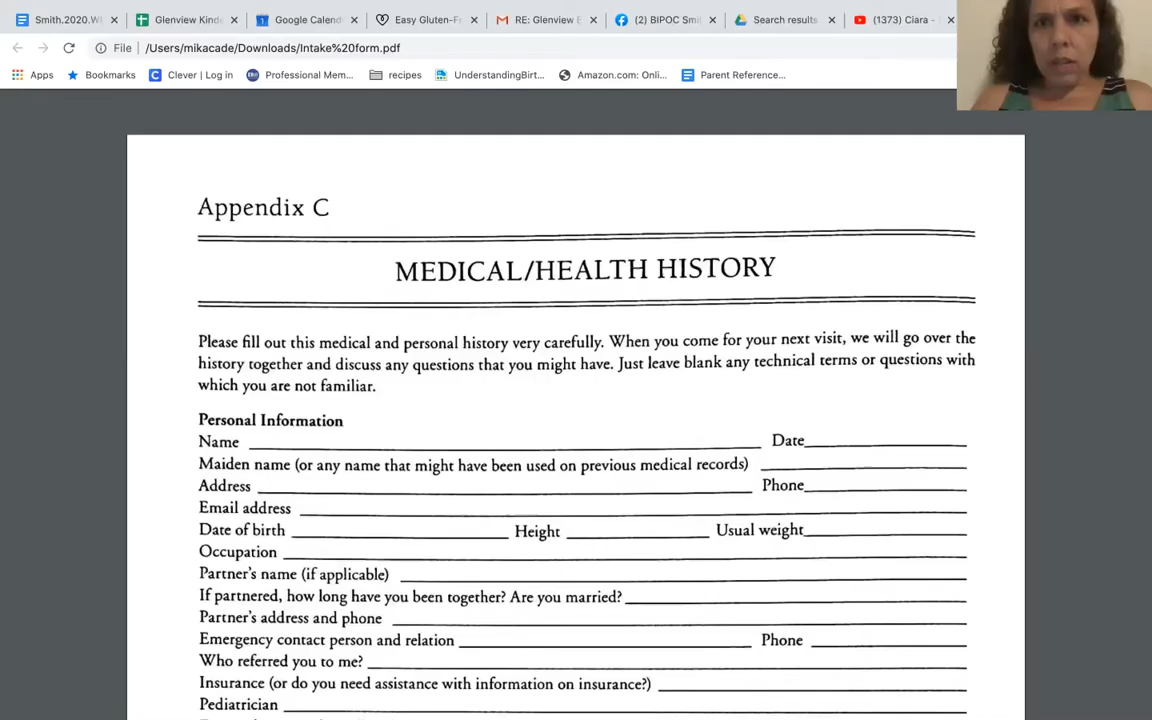 Smith.2020.W
Glenview Kinde
Google Calend
Easy Gluten-F
RE: Glenview E
(2) BIPOC Smi
Search results
(1373) Ciara -
File /Users/mikacade/Downloads/Intake%20form.pdf
Apps Bookmarks Clever | Log in Professional Mem... recipes UnderstandingBirt... Amazon.com: Onli... Parent Reference...
Appendix C
MEDICAL/HEALTH HISTORY
Please fill out this medical and personal history very carefully. When you come for your next visit, we will go over the
history together and discuss any questions that you might have. Just leave blank any technical terms or questions with
which you are not familiar.
Personal Information
Name Date
Maiden name (or any name that might have been used on previous medical records)
Address Phone
Email address
Date of birth Height Usual weight
Occupation
Partner's name (if applicable)
If partnered, how long have you been together? Are you married?
Partner's address and phone
Emergency contact person and relation Phone
Who referred you to me?
Insurance (or do you need assistance with information on insurance?)
Pediatrician